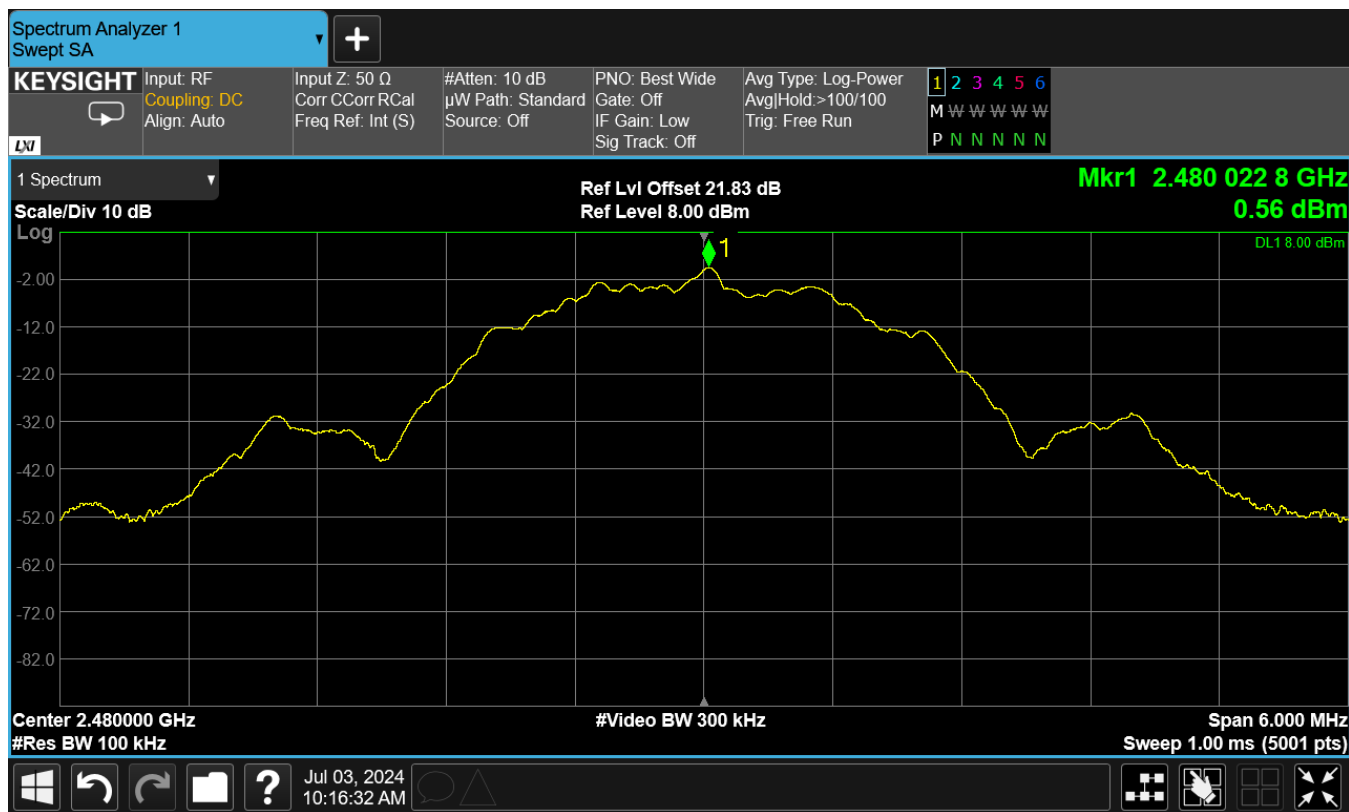 Spectrum Analyzer 1
Swept SA
KEYSIGHT
LXI
Input: RF
Coupling: DC
Align: Auto
Input Z: 50 Ω
Corr CCorr RCal
Freq Ref: Int (S)
#Atten: 10 dB
µW Path: Standard
Source: Off
PNO: Best Wide
Gate: Off
IF Gain: Low
Sig Track: Off
Avg Type: Log-Power
Avg|Hold:>100/100
Trig: Free Run
1 2 3 4 5 6
M W W W W W
P N N N N N
1 Spectrum
Scale/Div 10 dB
Log
Ref Lvl Offset 21.83 dB
Ref Level 8.00 dBm
Mkr1 2.480 022 8 GHz
0.56 dBm
DL1 8.00 dBm
1
-2.00
-12.0
-22.0
-32.0
-42.0
-52.0
-62.0
-72.0
-82.0
Center 2.480000 GHz
#Res BW 100 kHz
#Video BW 300 kHz
Span 6.000 MHz
Sweep 1.00 ms (5001 pts)
?
Jul 03, 2024
10:16:32 AM